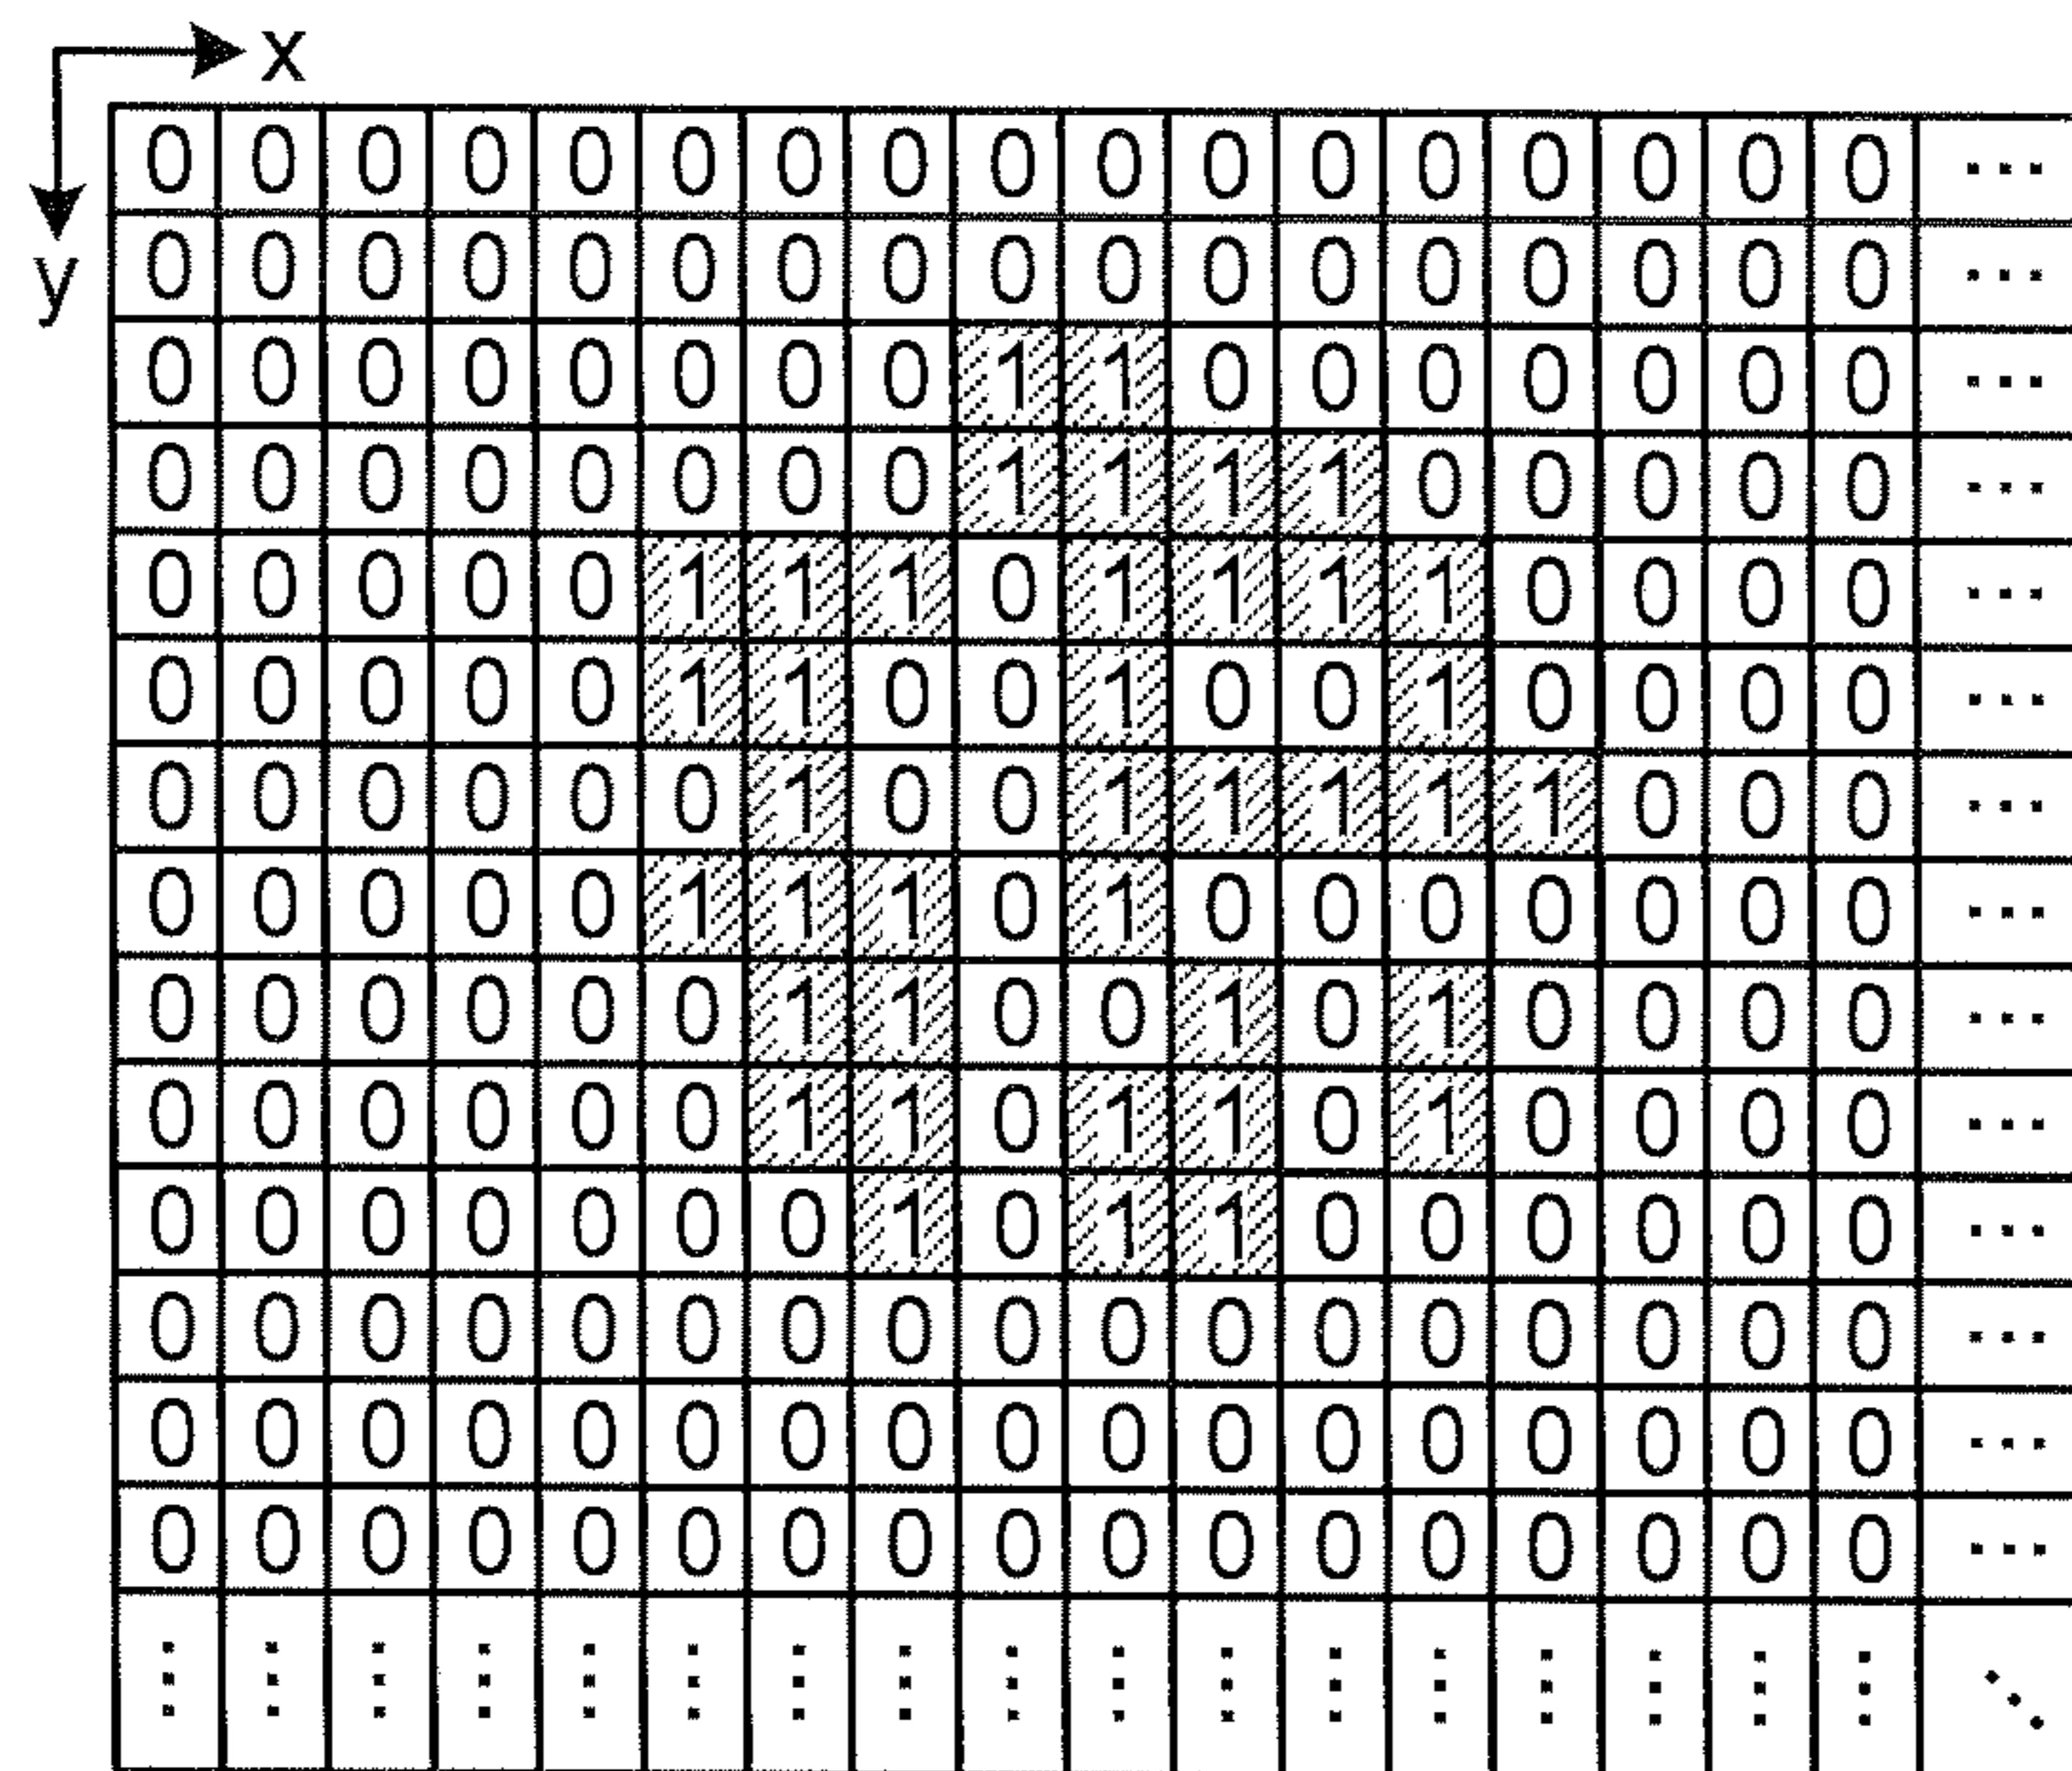 x
y
0 0 0 0 0 0 0 0 0 0 0 0 0 0 0 0 0 ...
0 0 0 0 0 0 0 0 0 0 0 0 0 0 0 0 0 ...
0 0 0 0 0 0 0 0 1 1 0 0 0 0 0 0 0 ...
0 0 0 0 0 0 0 0 1 1 1 1 0 0 0 0 0 ...
0 0 0 0 0 1 1 1 0 1 1 1 1 0 0 0 0 ...
0 0 0 0 0 1 1 0 0 1 0 0 1 0 0 0 0 ...
0 0 0 0 0 0 1 0 0 1 1 1 1 1 0 0 0 ...
0 0 0 0 0 1 1 1 0 1 0 0 0 0 0 0 0 ...
0 0 0 0 0 0 1 1 0 0 1 0 1 0 0 0 0 ...
0 0 0 0 0 0 1 1 0 1 1 0 1 0 0 0 0 ...
0 0 0 0 0 0 0 1 0 1 1 0 0 0 0 0 0 ...
0 0 0 0 0 0 0 0 0 0 0 0 0 0 0 0 0 ...
0 0 0 0 0 0 0 0 0 0 0 0 0 0 0 0 0 ...
0 0 0 0 0 0 0 0 0 0 0 0 0 0 0 0 0 ...
⋮ ⋮ ⋮ ⋮ ⋮ ⋮ ⋮ ⋮ ⋮ ⋮ ⋮ ⋮ ⋮ ⋮ ⋮ ⋮ ⋮ ⋱